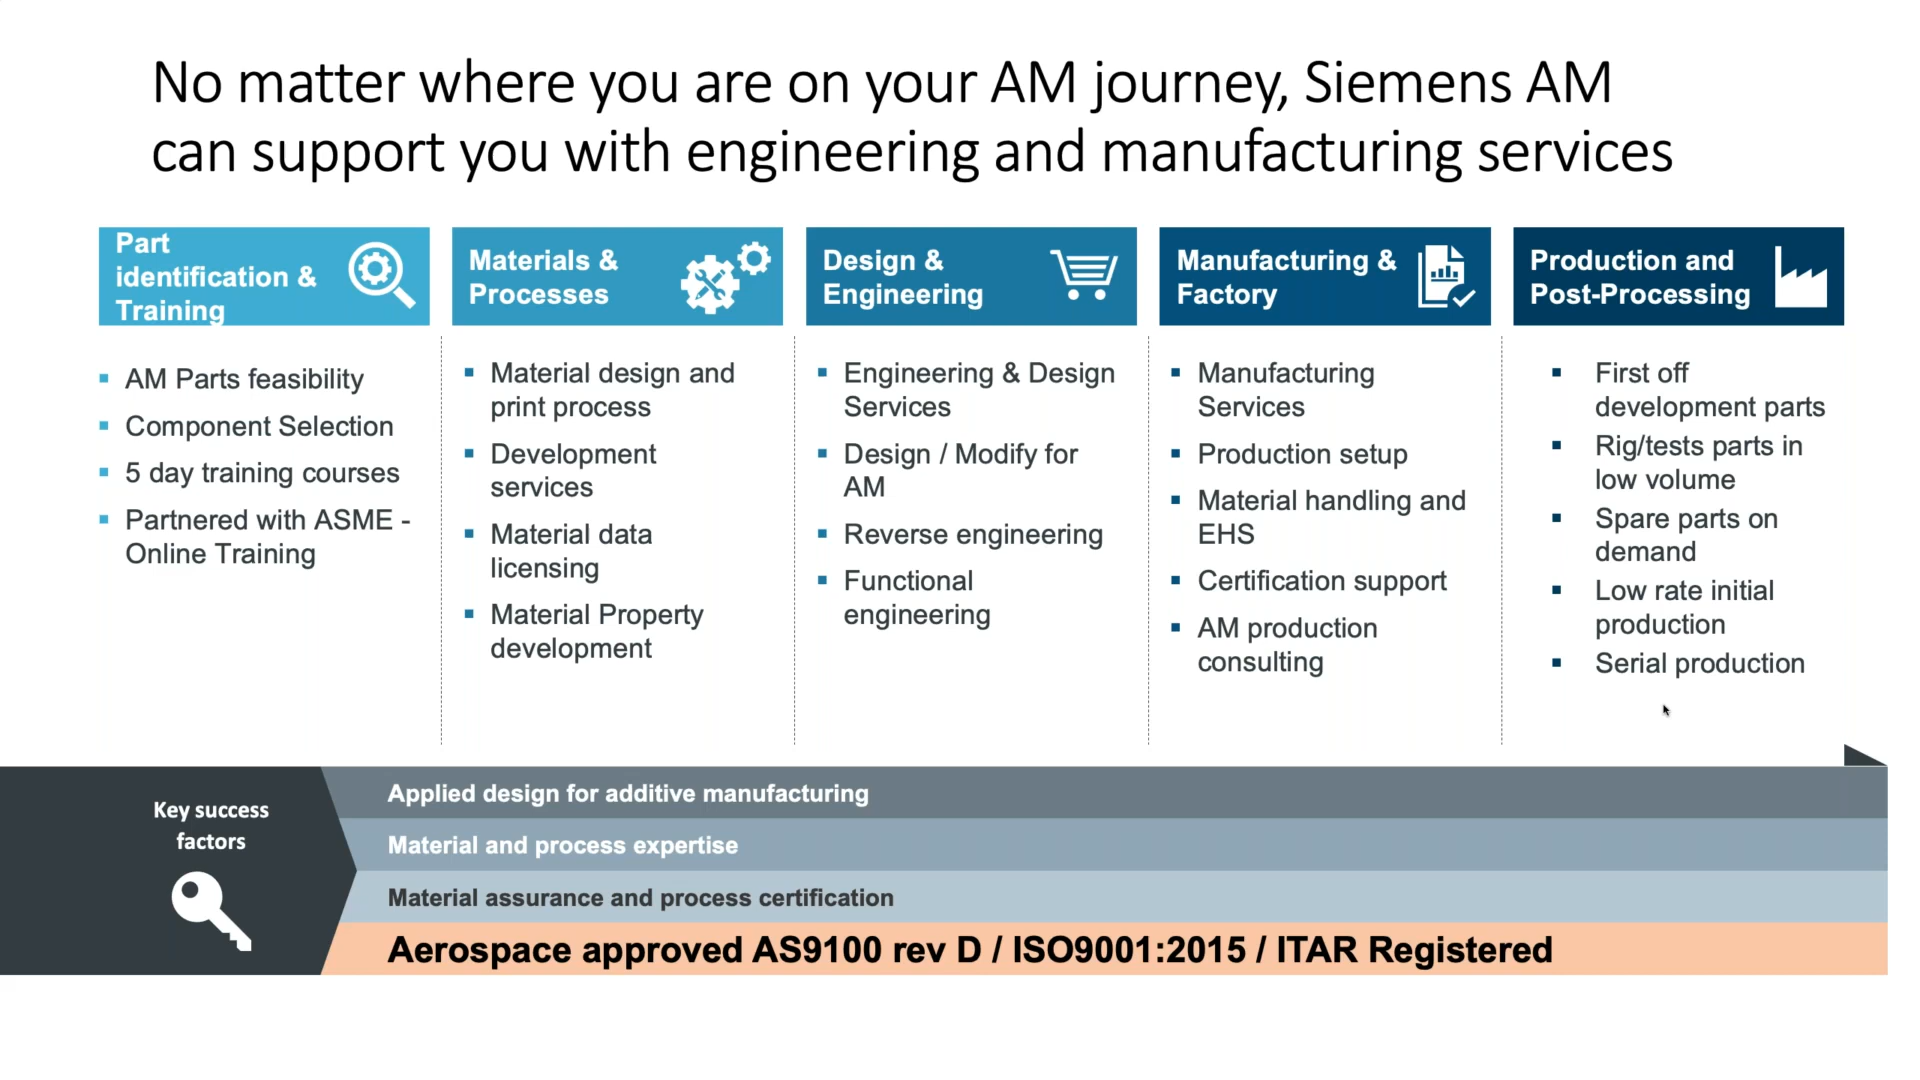 No matter where you are on your AM journey, Siemens AM
can support you with engineering and manufacturing services
Part
identification &
Training
AM Parts feasibility
Component Selection
5 day training courses
Partnered with ASME -
Online Training
Materials &
Processes
Material design and
print process
Development
services
Material data
licensing
Material Property
development
Design &
Engineering
Engineering & Design
Services
Design / Modify for
AM
Reverse engineering
Functional
engineering
Manufacturing &
Factory
Manufacturing
Services
Production setup
Material handling and
EHS
Certification support
AM production
consulting
Production and
Post-Processing
First off
development parts
Rig/tests parts in
low volume
Spare parts on
demand
Low rate initial
production
Serial production
Key success
factors
Applied design for additive manufacturing
Material and process expertise
Material assurance and process certification
Aerospace approved AS9100 rev D / ISO9001:2015 / ITAR Registered